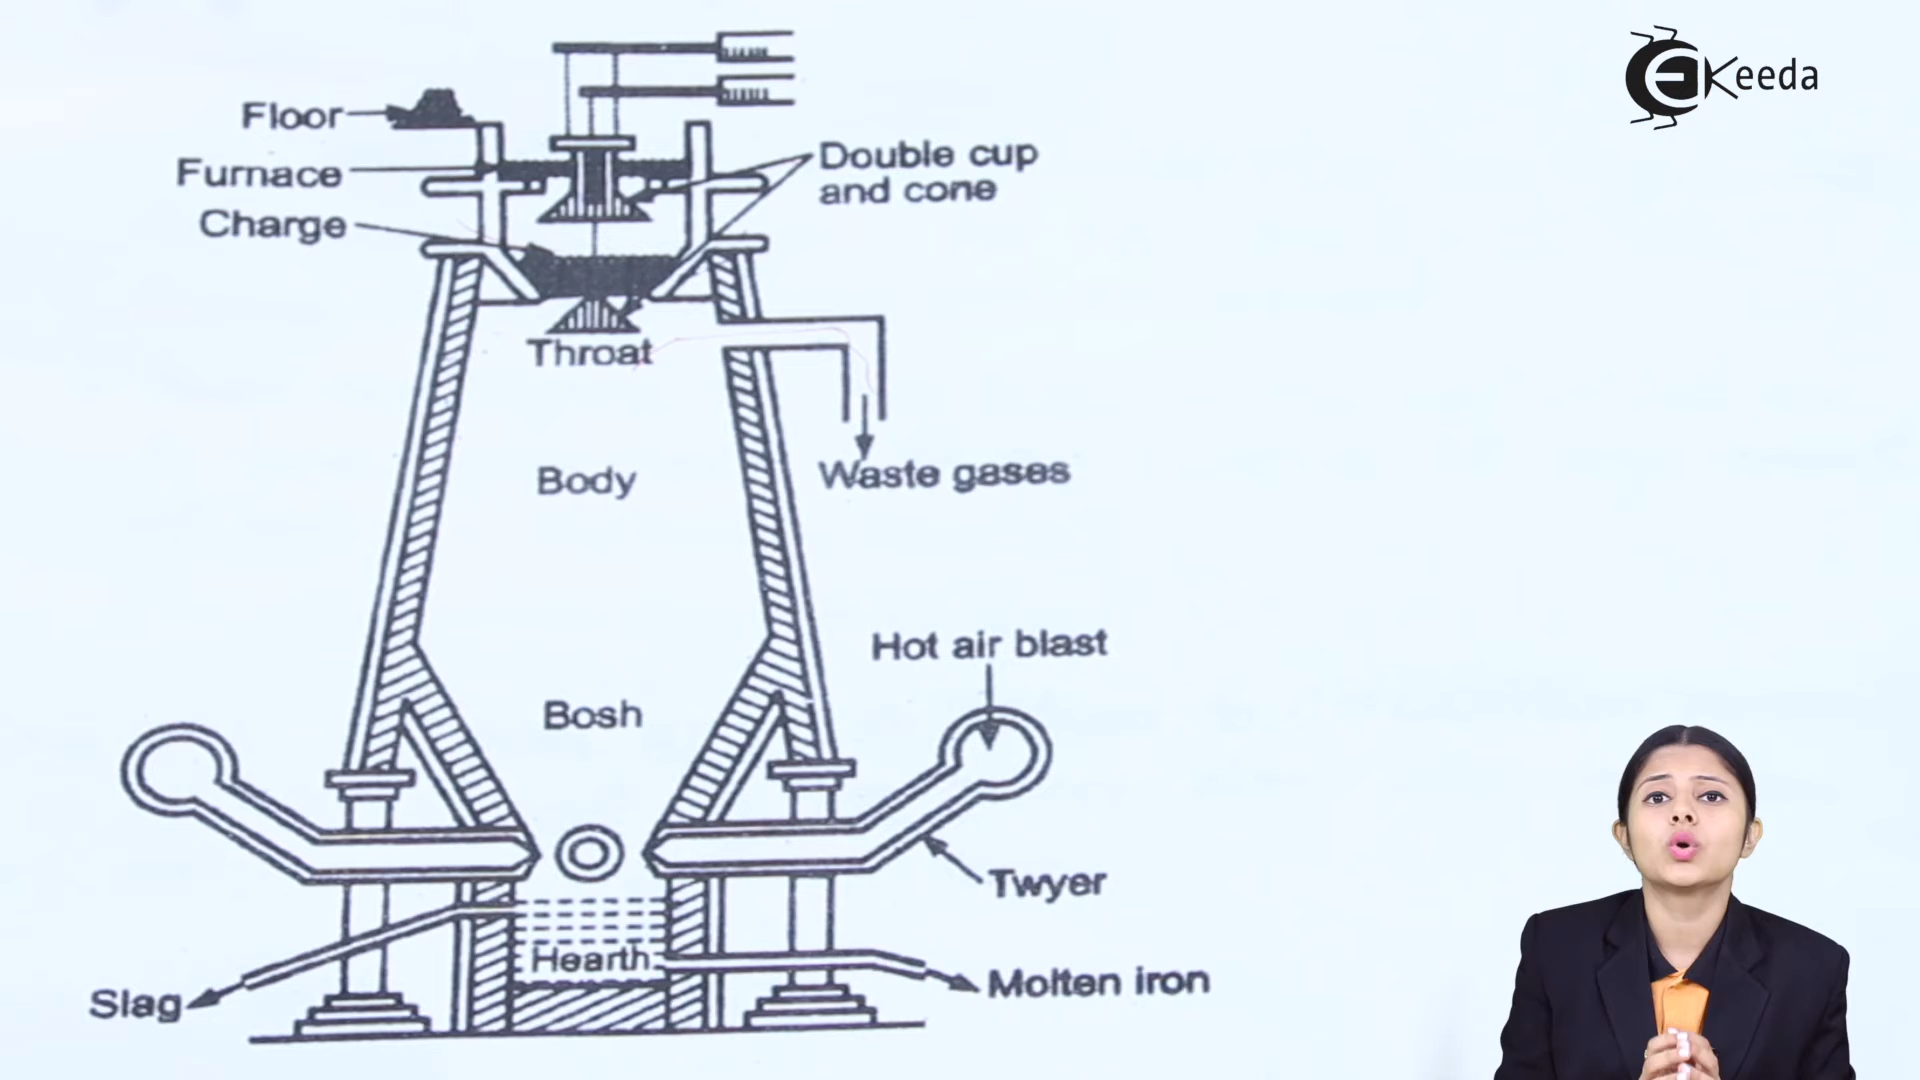 eKeeda
Floor
Furnace
Charge
Double cup
and cone
Throat
Body
Waste gases
Hot air blast
Bosh
Twyer
Hearth
Slag
Molten iron